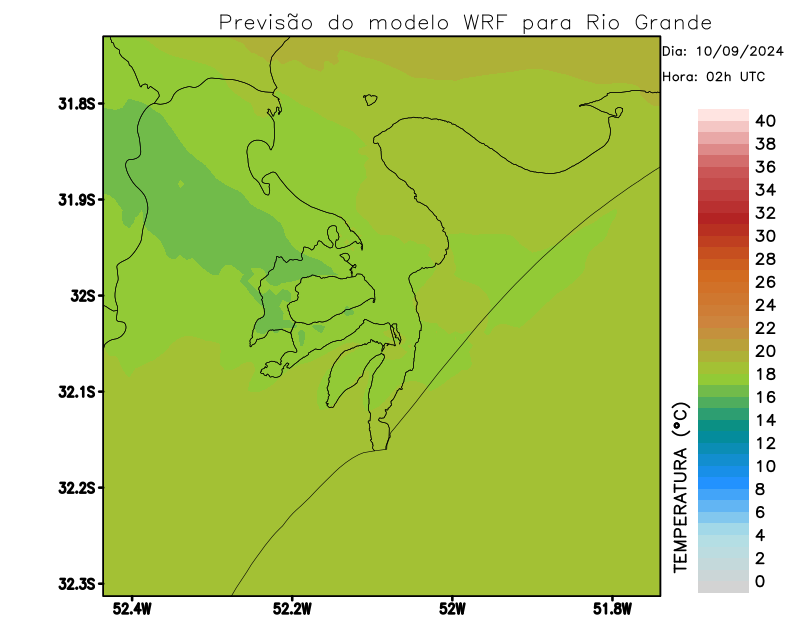 Previsão do modelo WRF para Rio Grande
Dia: 10/09/2024
Hora: 02h UTC
31.8S
31.9S
32S
32.1S
32.2S
32.3S
52.4W
52.2W
52W
51.8W
40
38
36
34
32
30
28
26
24
22
20
18
16
14
12
10
8
6
4
2
0
TEMPERATURA (ºC)